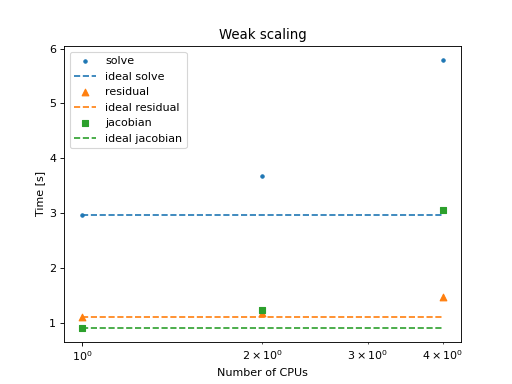 Weak scaling
solve
ideal solve
residual
ideal residual
jacobian
ideal jacobian
Time [s]
6
5
4
3
2
1
10⁰
2 × 10⁰
3 × 10⁰
4 × 10⁰
Number of CPUs